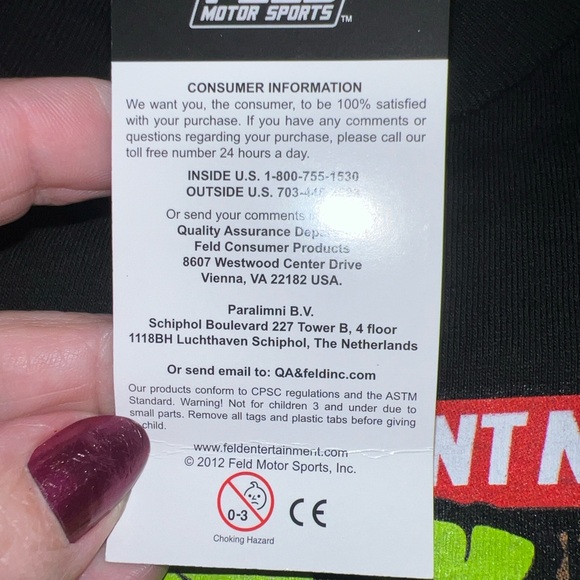 MOTOR SPORTS TM
CONSUMER INFORMATION
We want you, the consumer, to be 100% satisfied
with your purchase. If you have any comments or
questions regarding your purchase, please call our
toll free number 24 hours a day.
INSIDE U.S. 1-800-755-1530
OUTSIDE U.S.
Or send your comments
Quality Assurance
Feld Consumer Products
8607 Westwood Center Drive
Vienna, VA 22182 USA.
Paralimni B.V.
Schiphol Boulevard 227 Tower B, 4 floor
1118BH Luchthaven Schiphol, The Netherlands
Or send email to: QA&feldinc.com
Our products conform to CPSC regulations and the ASTM
Standard. Warning! Not for children 3 and under due to
small parts. Remove all tags and plastic tabs before giving
child.
www.feldentertainment.com
© 2012 Feld Motor Sports, Inc.
0-3
CE
Choking Hazard